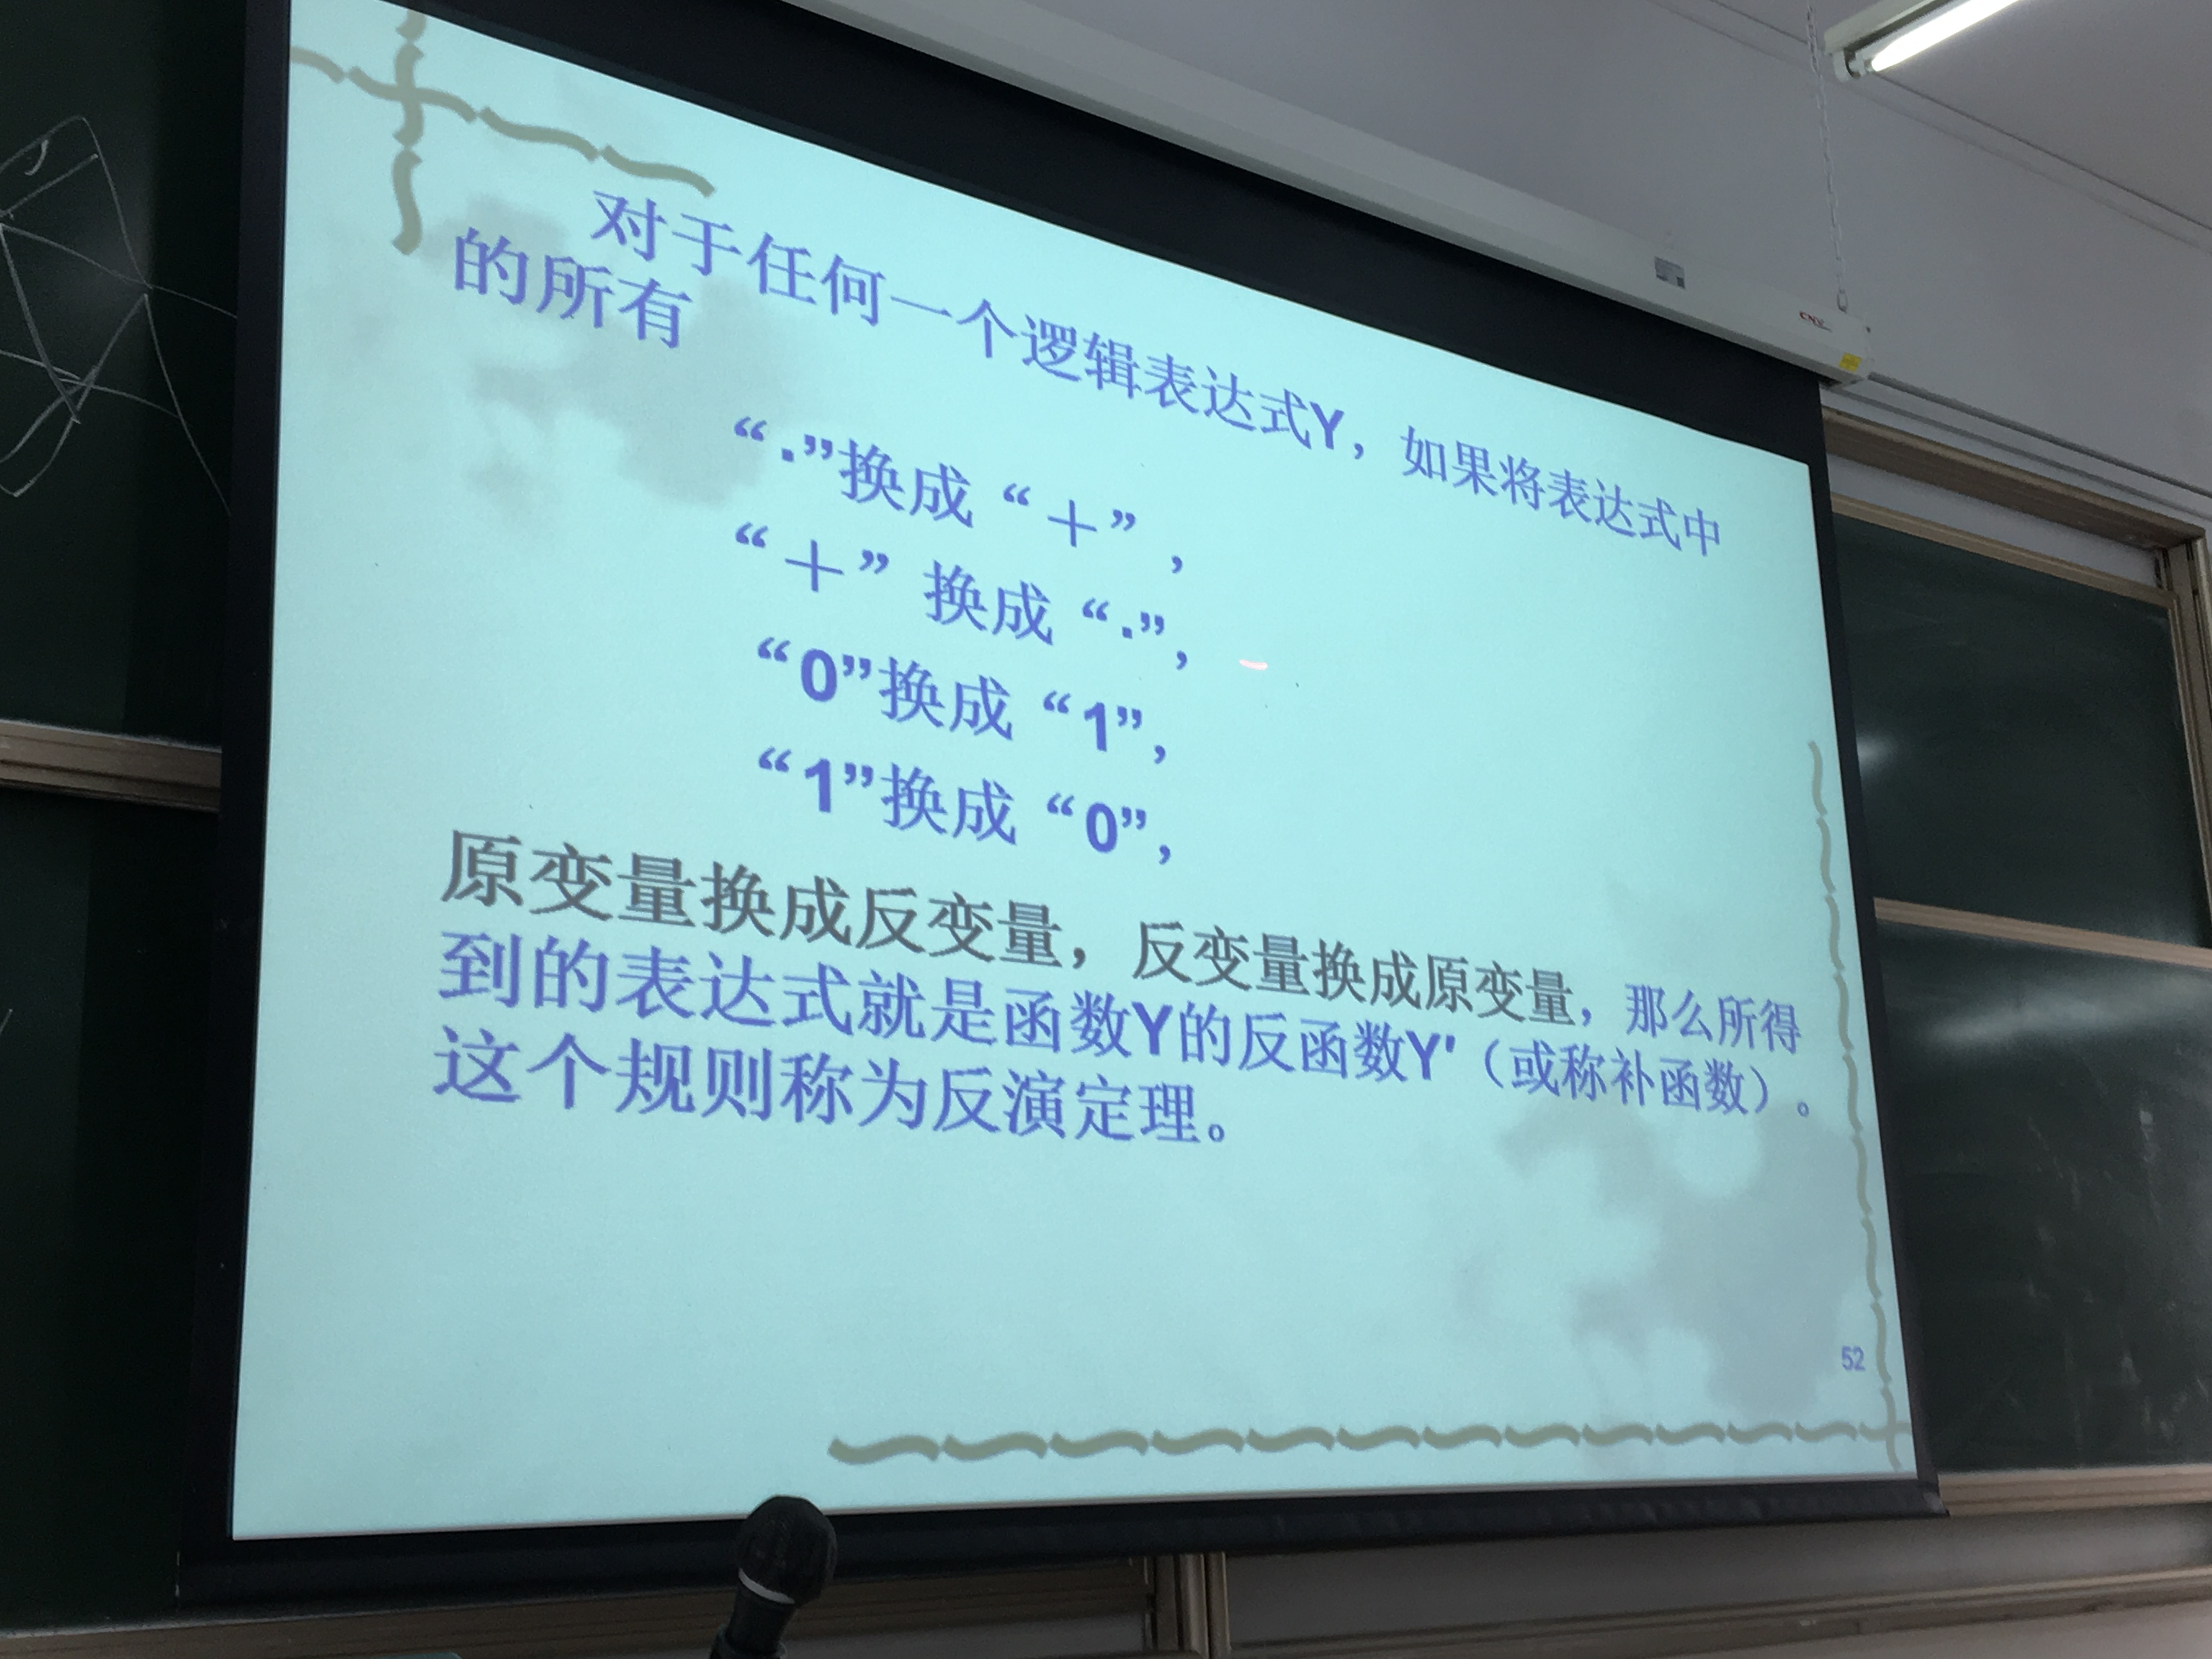 对于任何一个逻辑表达式Y，如果将表达式中
的所有
“·”换成“＋”，
“＋”换成“·”，
“0”换成“1”，
“1”换成“0”，
原变量换成反变量，反变量换成原变量，那么所得
到的表达式就是函数Y的反函数Y′（或称补函数）。
这个规则称为反演定理。
52